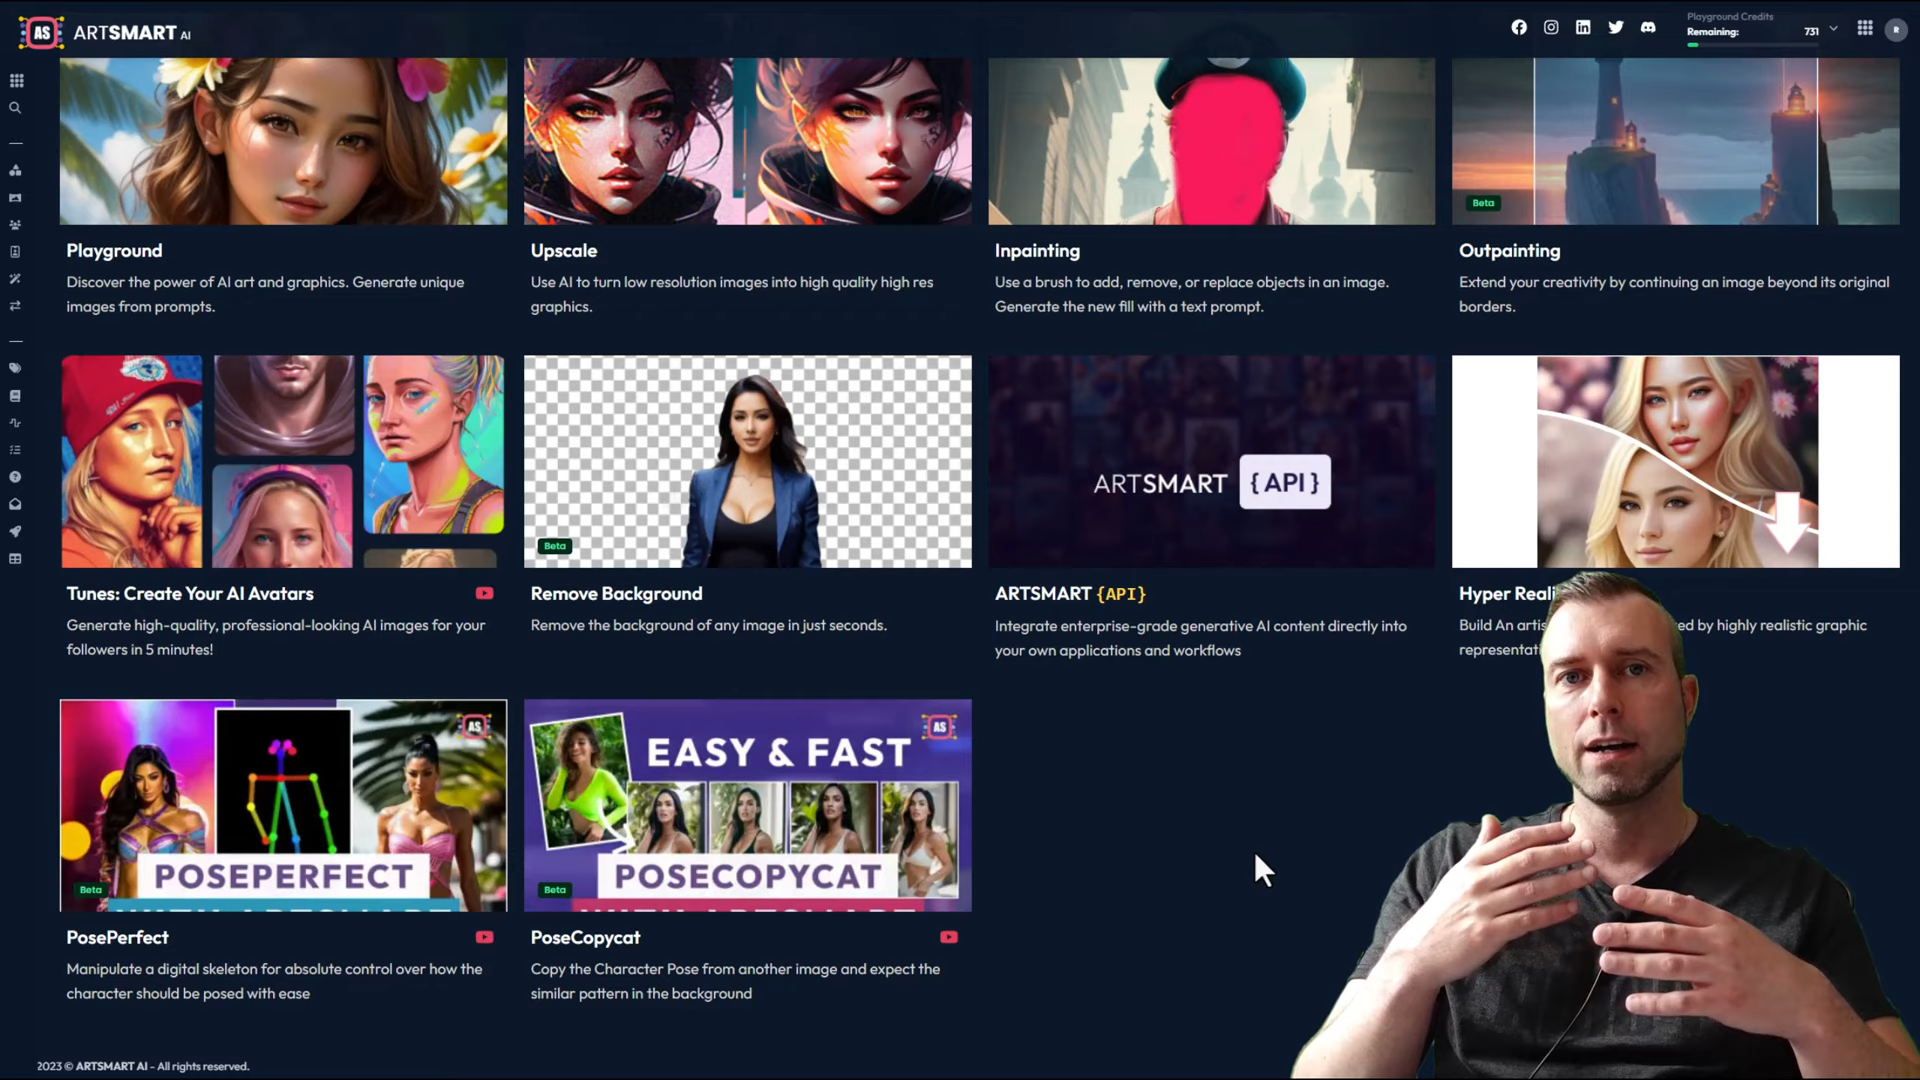 AS ARTSMART AI
Playground Credits
Remaining: 731
R
Beta
Playground
Discover the power of AI art and graphics. Generate unique
images from prompts.
Upscale
Use AI to turn low resolution images into high quality high res
graphics.
Inpainting
Use a brush to add, remove, or replace objects in an image.
Generate the new fill with a text prompt.
Outpainting
Extend your creativity by continuing an image beyond its original
borders.
Beta
ARTSMART { API }
Tunes: Create Your AI Avatars
Generate high-quality, professional-looking AI images for your
followers in 5 minutes!
Remove Background
Remove the background of any image in just seconds.
ARTSMART {API}
Integrate enterprise-grade generative AI content directly into
your own applications and workflows
Hyper
Build An ed by highly realistic graphic
AS
POSEPERFECT
Beta
WITH ARTSMART
AS
EASY & FAST
POSECOPYCAT
Beta
WITH ARTSMART
PosePerfect
Manipulate a digital skeleton for absolute control over how the
character should be posed with ease
PoseCopycat
Copy the Character Pose from another image and expect the
similar pattern in the background
2023 © ARTSMART AI - All rights reserved.